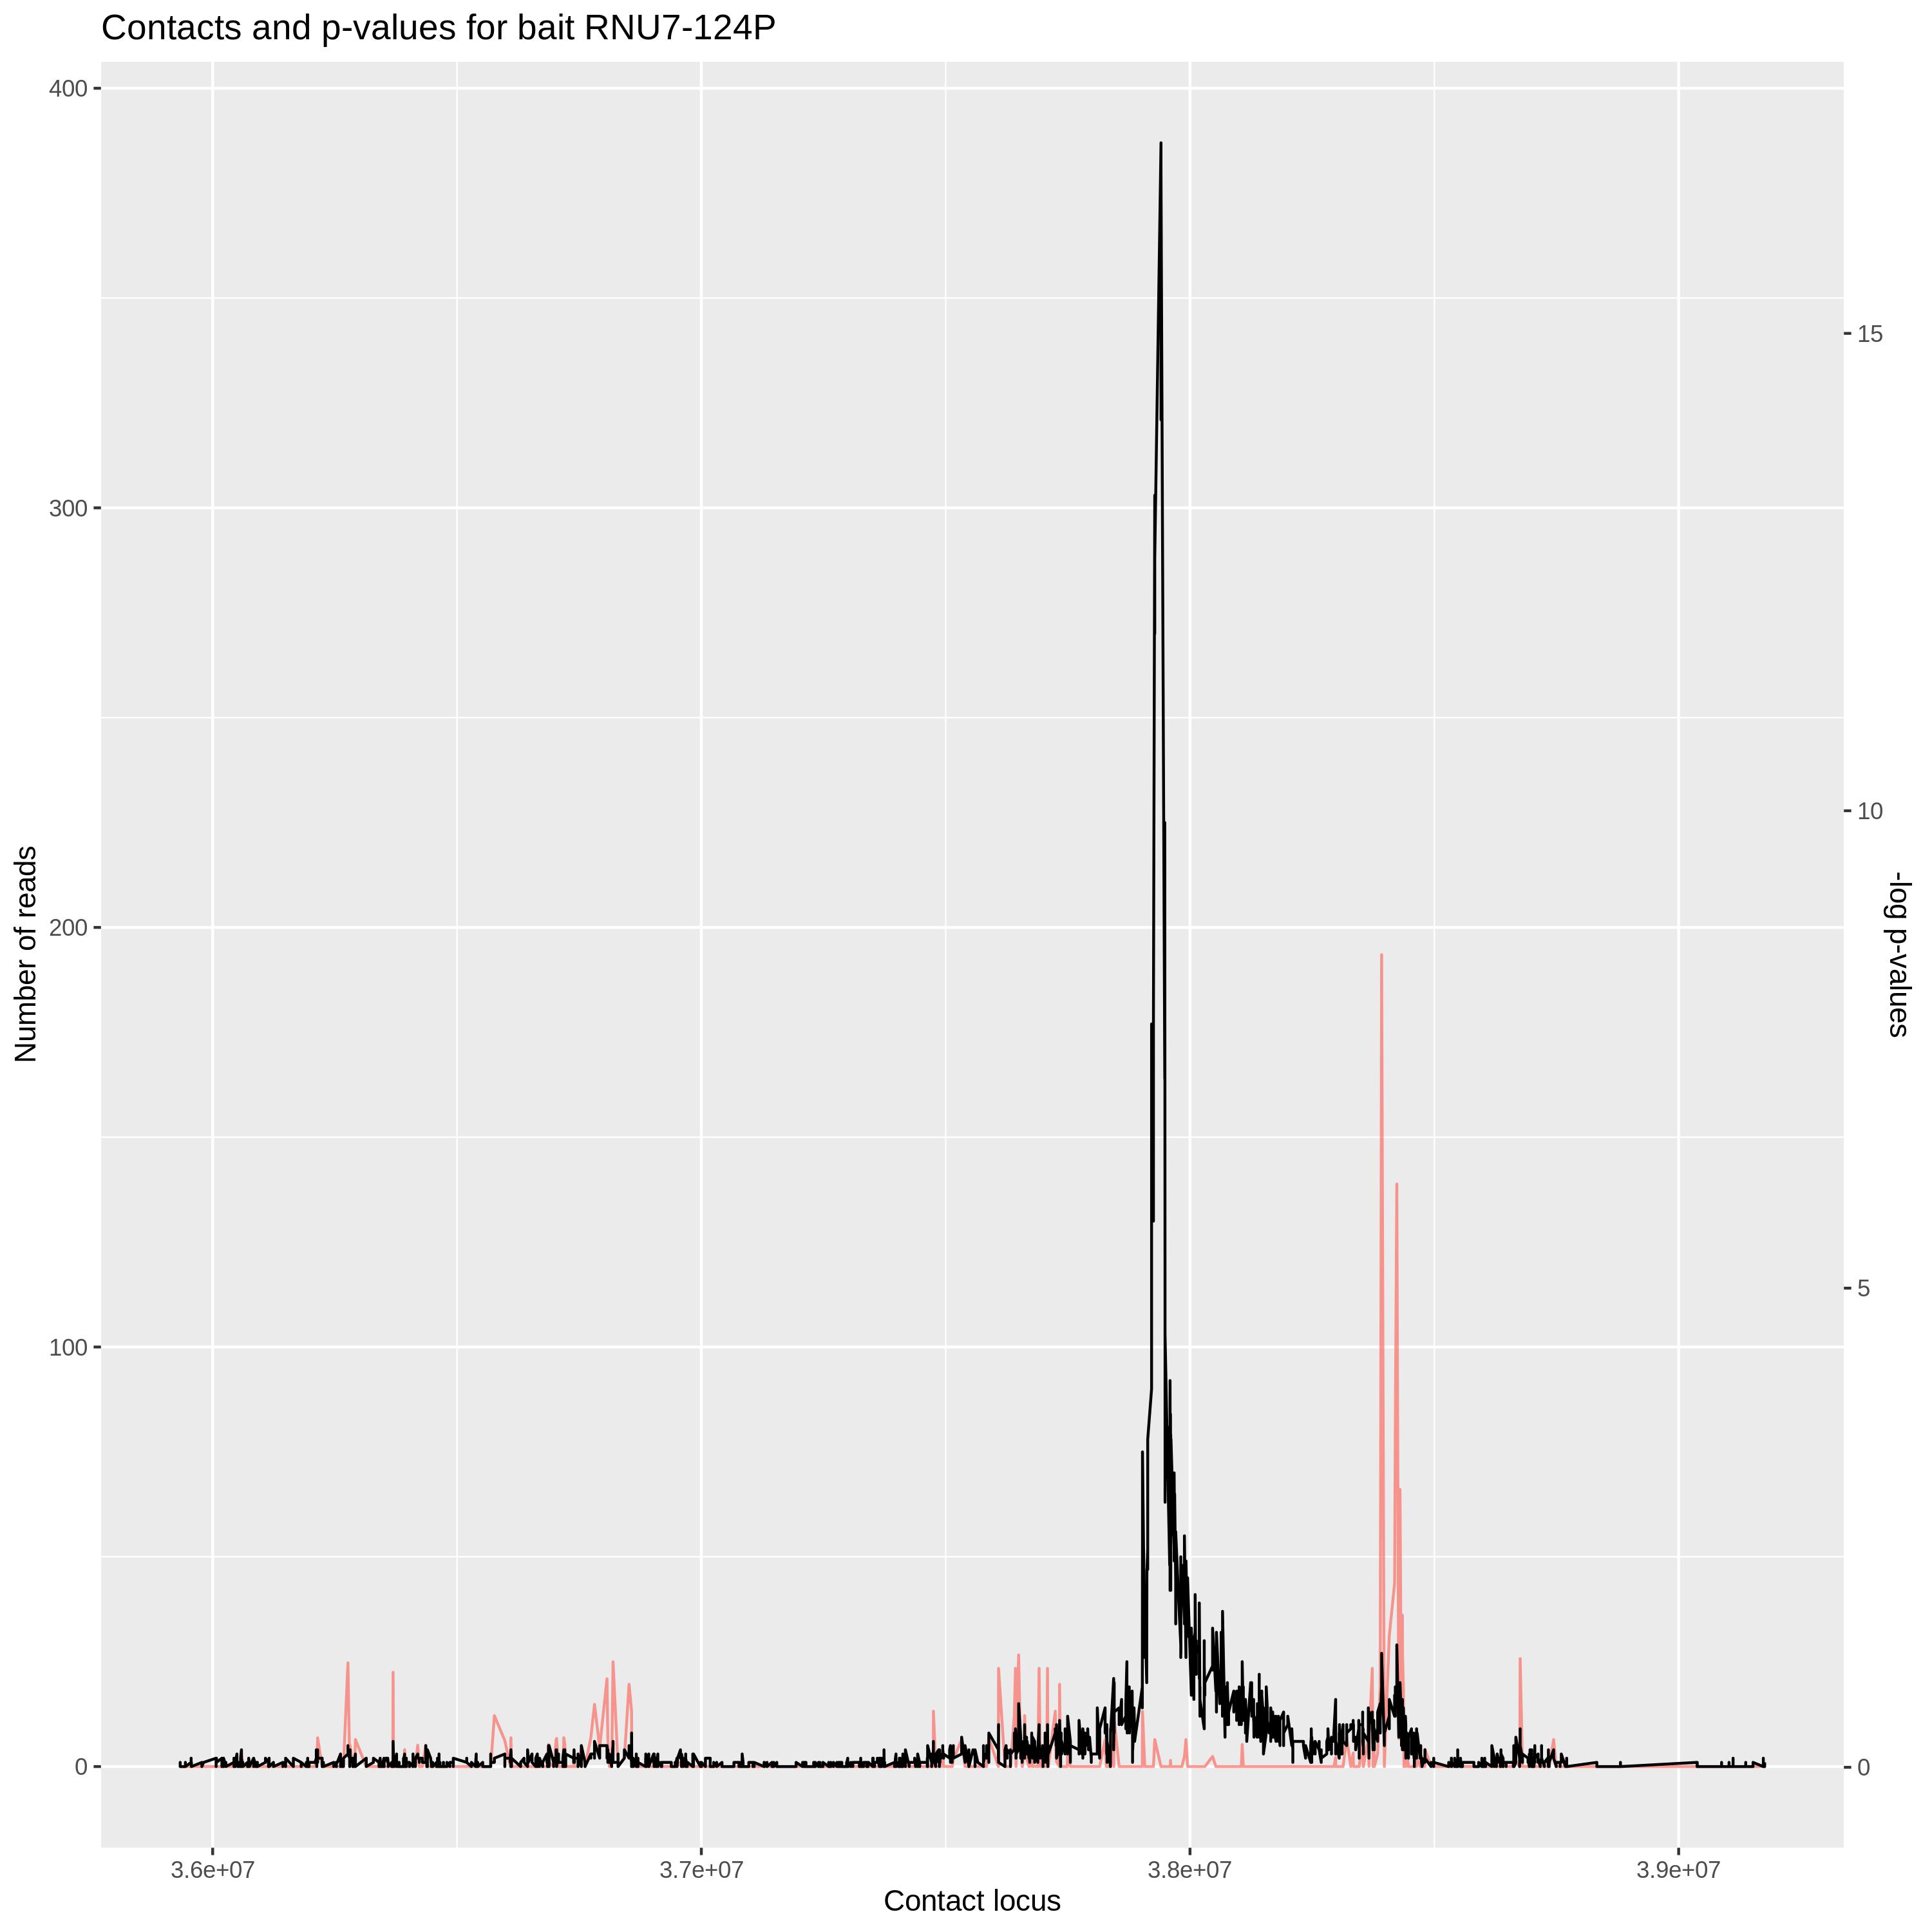 Contacts and p-values for bait RNU7-124P
400
300
200
100
0
Number of reads
15
10
5
0
-log p-values
3.6e+07
3.7e+07
3.8e+07
3.9e+07
Contact locus